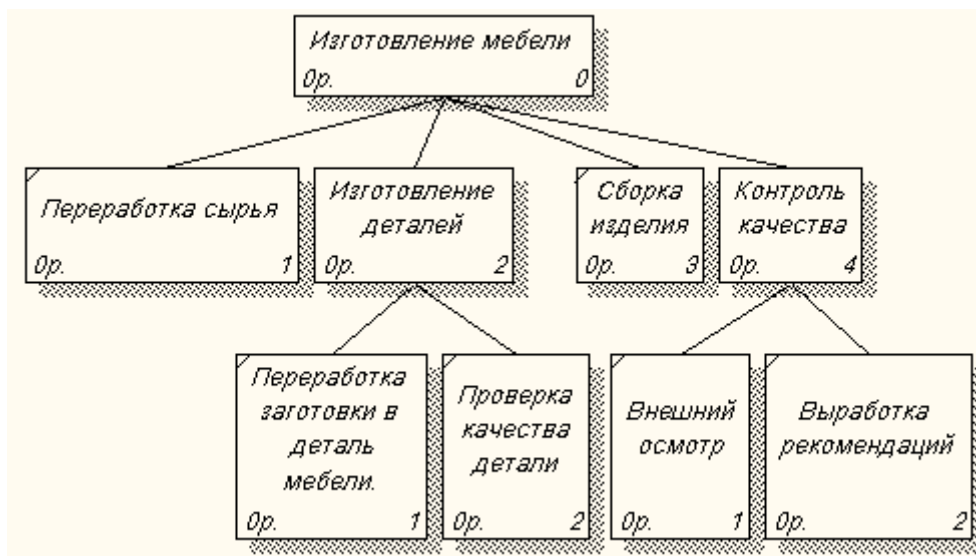 Изготовление мебели
0р. 0
Переработка сырья
0р. 1
Изготовление
деталей
0р. 2
Сборка
изделия
0р. 3
Контроль
качества
0р. 4
Переработка
заготовки в
деталь
мебели.
0р. 1
Проверка
качества
детали
0р. 2
Внешний
осмотр
0р. 1
Выработка
рекомендаций
0р. 2